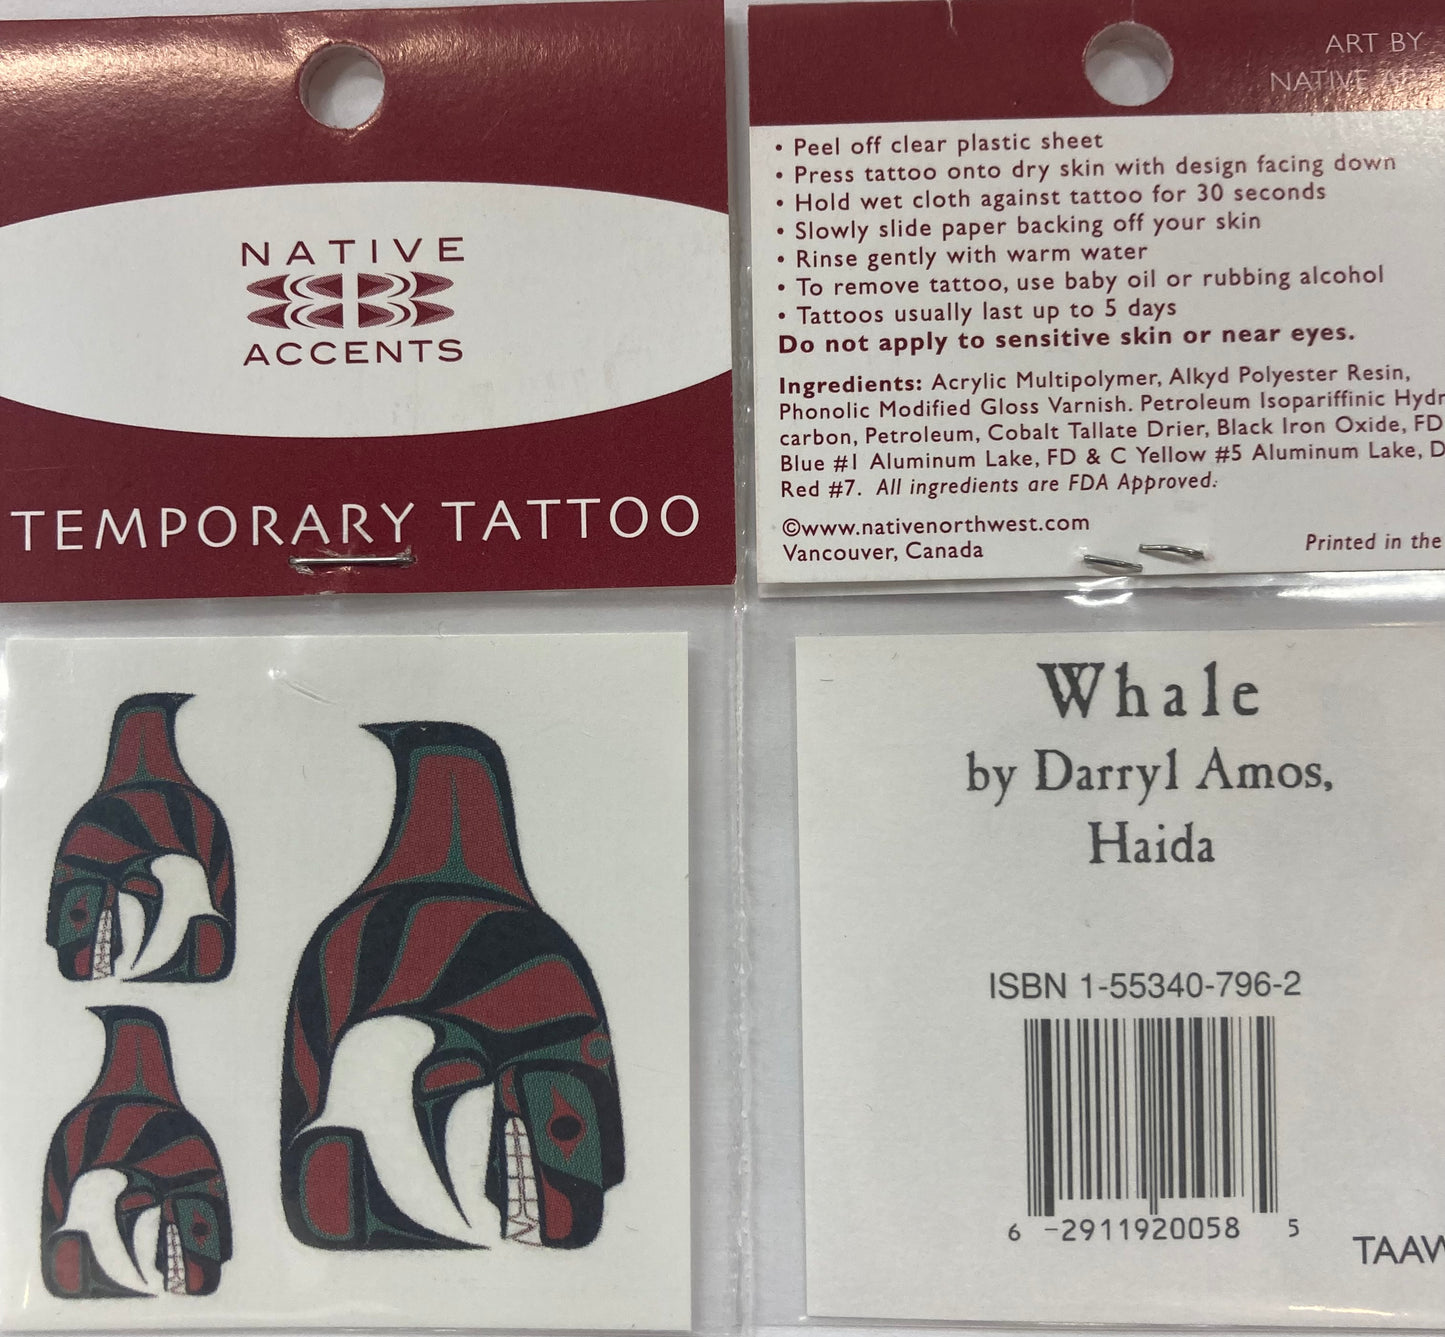 NATIVE
ACCENTS
TEMPORARY TATTOO
ART BY
NATIVE
• Peel off clear plastic sheet
• Press tattoo onto dry skin with design facing down
• Hold wet cloth against tattoo for 30 seconds
• Slowly slide paper backing off your skin
• Rinse gently with warm water
• To remove tattoo, use baby oil or rubbing alcohol
• Tattoos usually last up to 5 days
Do not apply to sensitive skin or near eyes.
Ingredients: Acrylic Multipolymer, Alkyd Polyester Resin,
Phonolic Modified Gloss Varnish. Petroleum Isopariffinic Hydr
carbon, Petroleum, Cobalt Tallate Drier, Black Iron Oxide, FD
Blue #1 Aluminum Lake, FD & C Yellow #5 Aluminum Lake, D
Red #7. All ingredients are FDA Approved.
©www.nativenorthwest.com
Vancouver, Canada
Printed in the
Whale
by Darryl Amos,
Haida
ISBN 1-55340-796-2
6 -2911920058 5
TAAW